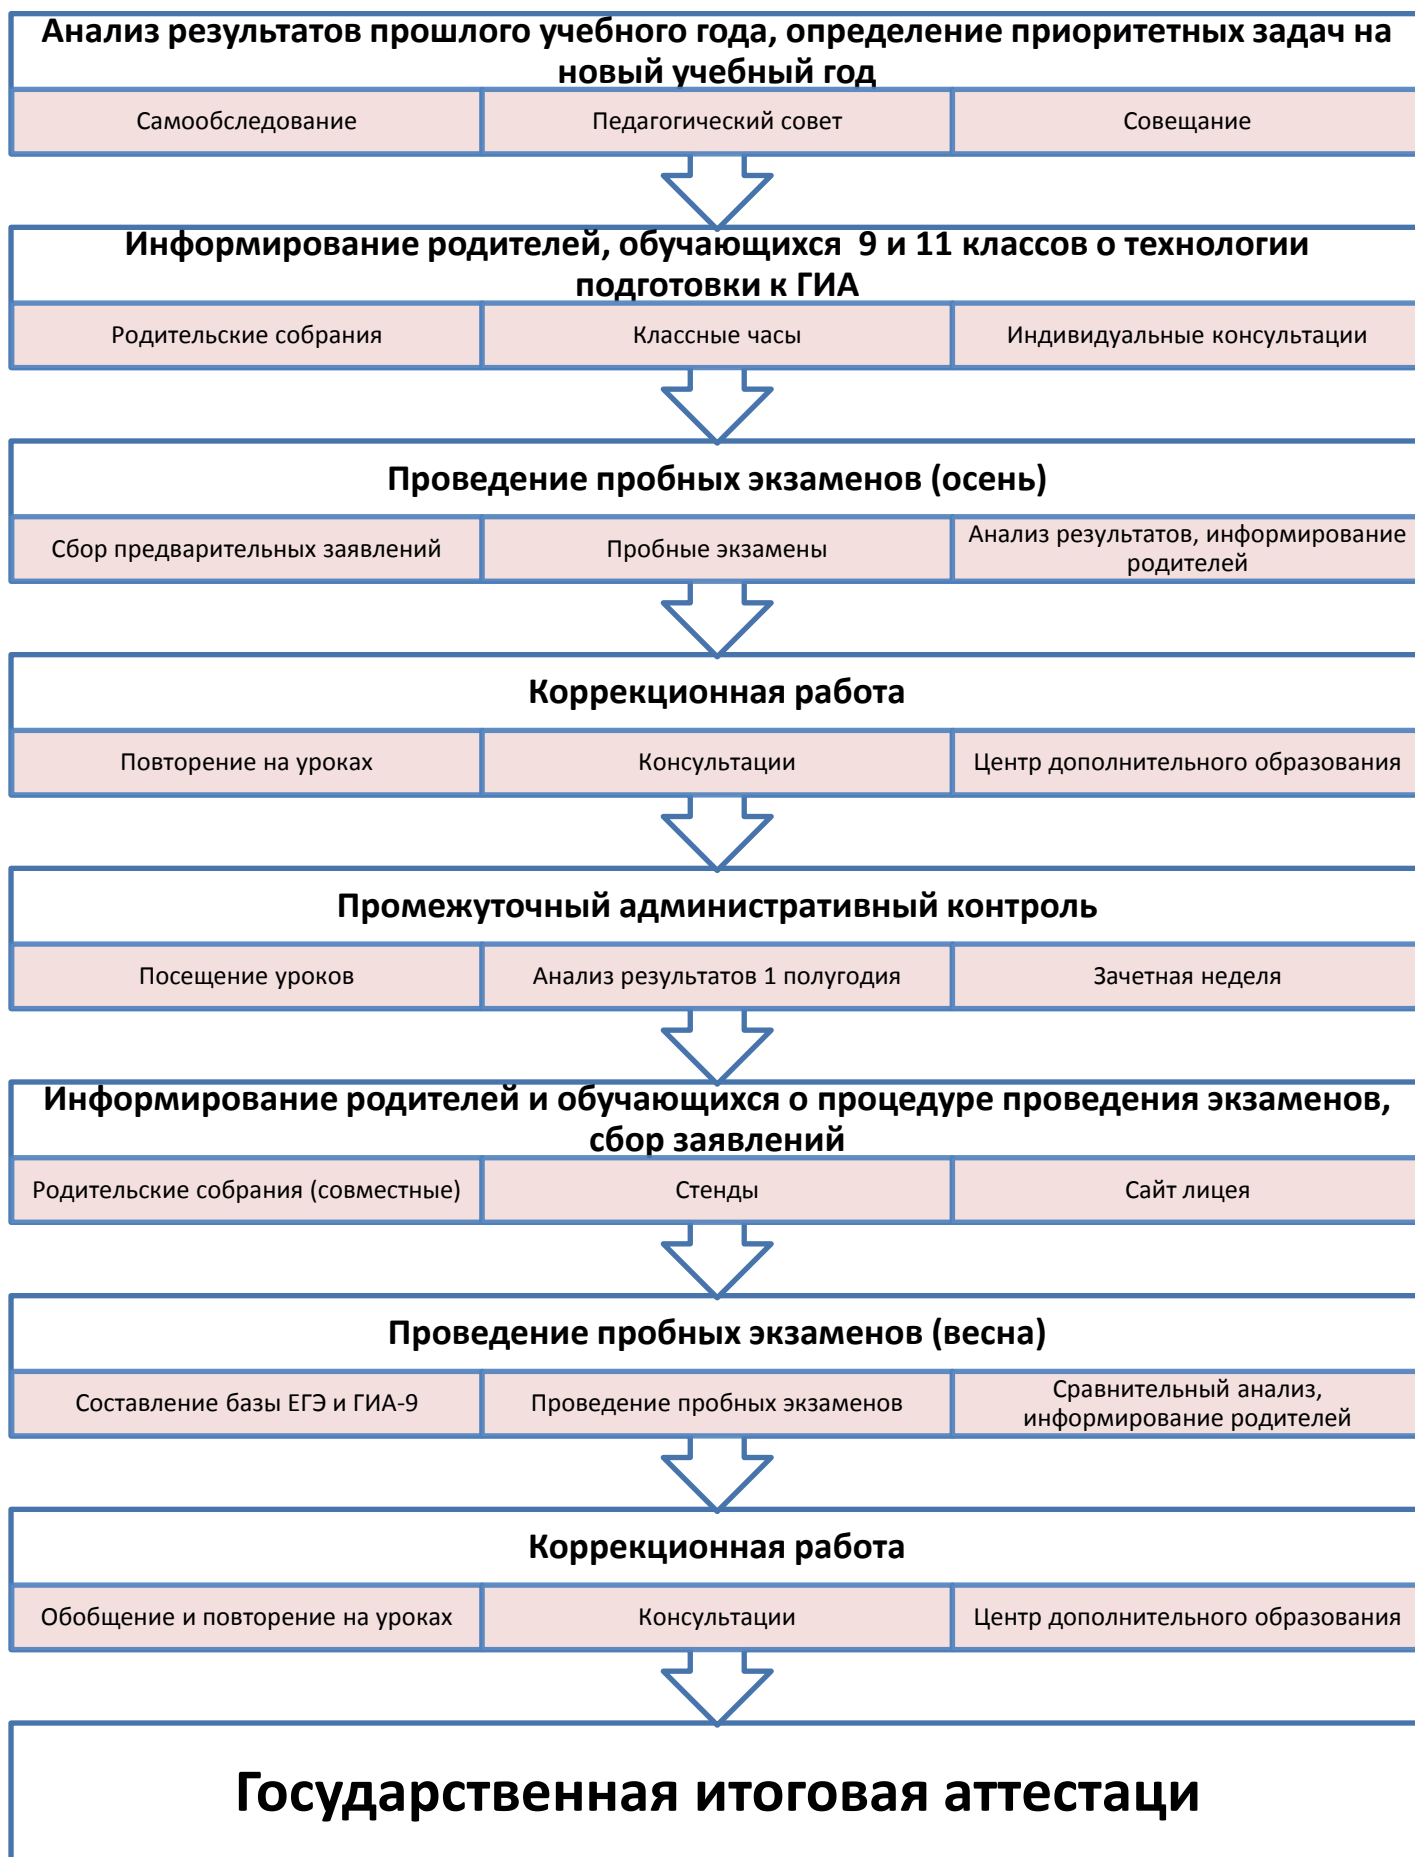 Анализ результатов прошлого учебного года, определение приоритетных задач на
новый учебный год
Самообследование
Педагогический совет
Совещание
Информирование родителей, обучающихся  9 и 11 классов о технологии
подготовки к ГИА
Родительские собрания
Классные часы
Индивидуальные консультации
Проведение пробных экзаменов (осень)
Сбор предварительных заявлений
Пробные экзамены
Анализ результатов, информирование
родителей
Коррекционная работа
Повторение на уроках
Консультации
Центр дополнительного образования
Промежуточный административный контроль
Посещение уроков
Анализ результатов 1 полугодия
Зачетная неделя
Информирование родителей и обучающихся о процедуре проведения экзаменов,
сбор заявлений
Родительские собрания (совместные)
Стенды
Сайт лицея
Проведение пробных экзаменов (весна)
Составление базы ЕГЭ и ГИА-9
Проведение пробных экзаменов
Сравнительный анализ,
информирование родителей
Коррекционная работа
Обобщение и повторение на уроках
Консультации
Центр дополнительного образования
Государственная итоговая аттестаци